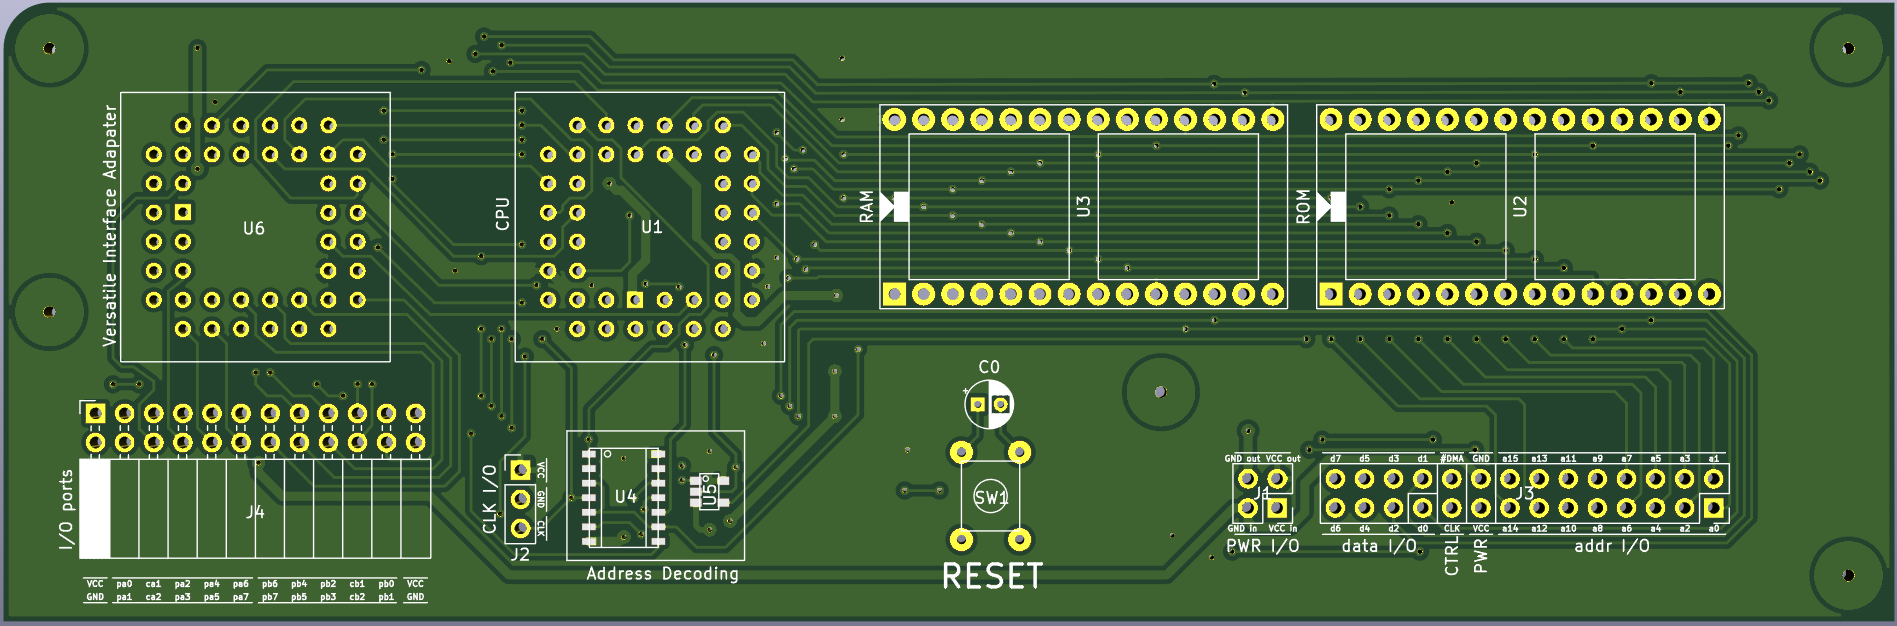 Versatile Interface Adapater
U6
CPU
U1
RAM
U3
ROM
U2
C0
+
I/O ports
J4
VCC pa0 ca1 pa2 pa4 pa6 pb6 pb4 pb2 cb1 pb0 VCC
GND pa1 ca2 pa3 pa5 pa7 pb7 pb5 pb3 cb2 pb1 GND
CLK I/O
VCC
GND
CLK
J2
U4
U5
Address Decoding
SW1
RESET
GND out VCC out
J1
GND in VCC in
PWR I/O
d7 d5 d3 d1 #DMA GND a15 a13 a11 a9 a7 a5 a3 a1
J3
d6 d4 d2 d0 CLK VCC a14 a12 a10 a8 a6 a4 a2 a0
data I/O
CTRL
PWR
addr I/O